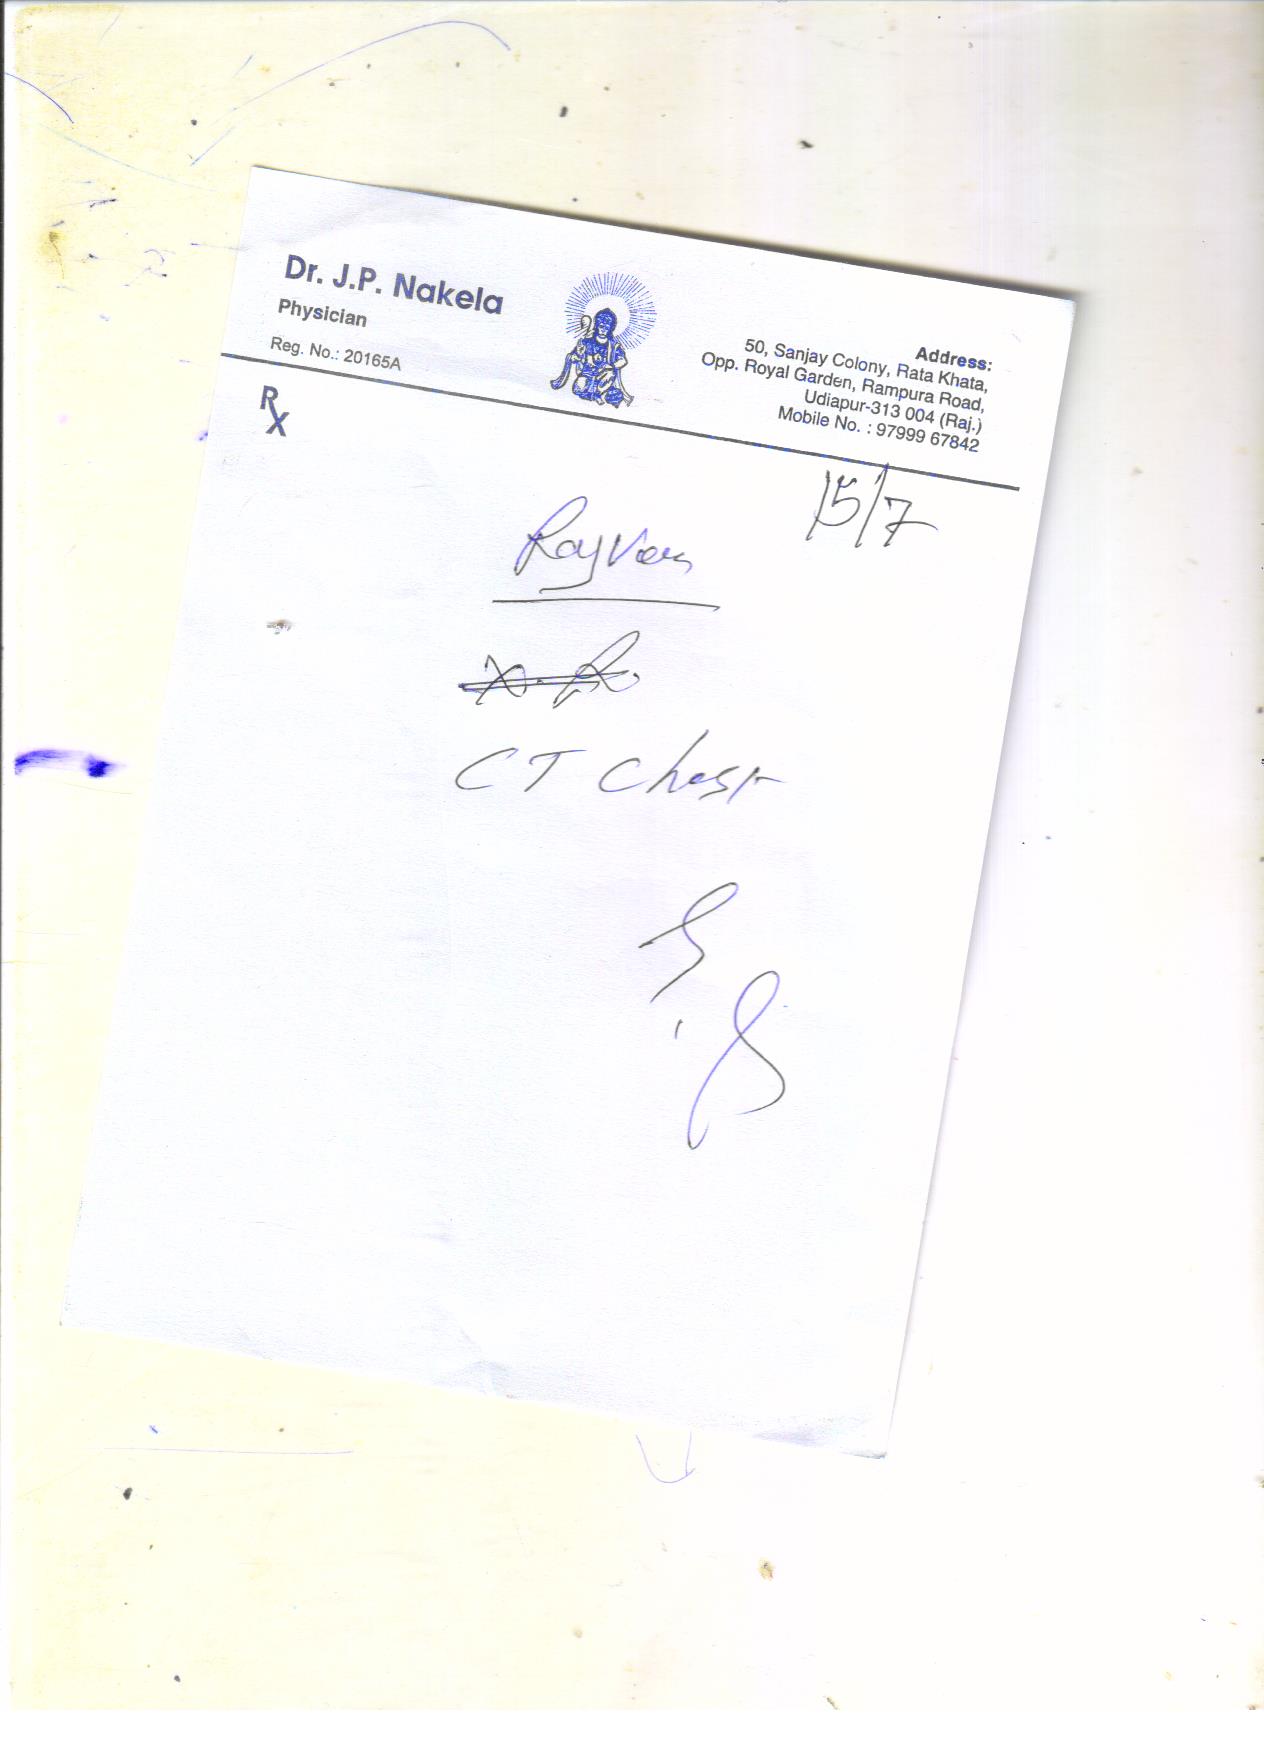 Dr. J.P. Nakela
Physician
Reg. No.: 20165A
Address:
50, Sanjay Colony, Rata Khata,
Opp. Royal Garden, Rampura Road,
Udiapur-313 004 (Raj.)
Mobile No. : 97999 67842
Rx
15/7
CT Chest